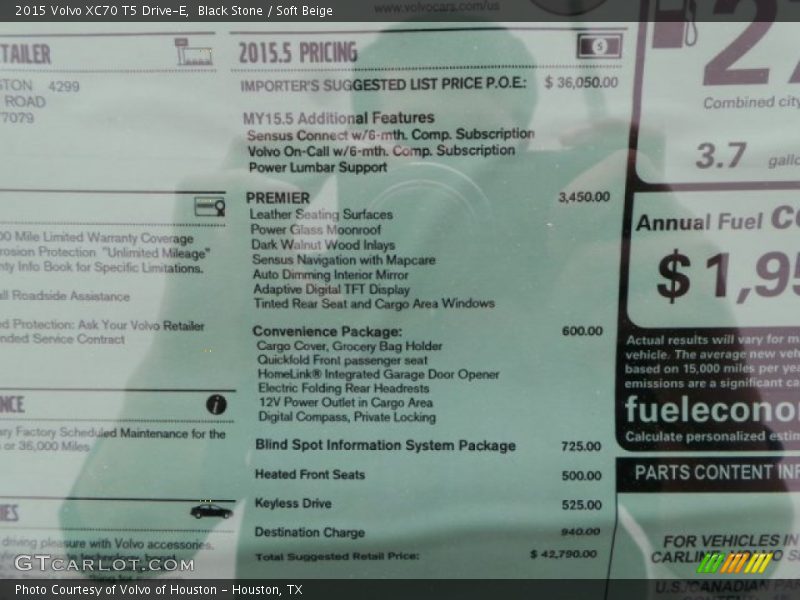 2015 Volvo XC70 T5 Drive-E, Black Stone / Soft Beige
www.volvocars.com/us
TAILER
STON 4299
ROAD
7079
00 Mile Limited Warranty Coverage
rosion Protection "Unlimited Mileage"
nty Info Book for Specific Limitations.
all Roadside Assistance
ed Protection: Ask Your Volvo Retailer
nded Service Contract
NCE
ary Factory Scheduled Maintenance for the
or 36,000 Miles
IES
driving pleasure with Volvo accessories.
2015.5 PRICING
IMPORTER'S SUGGESTED LIST PRICE P.O.E: $ 36,050.00
MY15.5 Additional Features
Sensus Connect w/6-mth. Comp. Subscription
Volvo On-Call w/6-mth. Comp. Subscription
Power Lumbar Support
PREMIER 3,450.00
Leather Seating Surfaces
Power Glass Moonroof
Dark Walnut Wood Inlays
Sensus Navigation with Mapcare
Auto Dimming Interior Mirror
Adaptive Digital TFT Display
Tinted Rear Seat and Cargo Area Windows
Convenience Package: 600.00
Cargo Cover, Grocery Bag Holder
Quickfold Front passenger seat
HomeLink® Integrated Garage Door Opener
Electric Folding Rear Headrests
12V Power Outlet in Cargo Area
Digital Compass, Private Locking
Blind Spot Information System Package 725.00
Heated Front Seats 500.00
Keyless Drive 525.00
Destination Charge 940.00
Total Suggested Retail Price: $ 42,790.00
2
Combined city
3.7 gallo
Annual Fuel Co
$1,95
Actual results will vary for ma
vehicle. The average new veh
based on 15,000 miles per yea
emissions are a significant ca
fueleconor
Calculate personalized estim
PARTS CONTENT INF
FOR VEHICLES IN
CARLINE: VOLVO S
U.S./CANADIAN PA
GTCARLOT.COM
Photo Courtesy of Volvo of Houston - Houston, TX